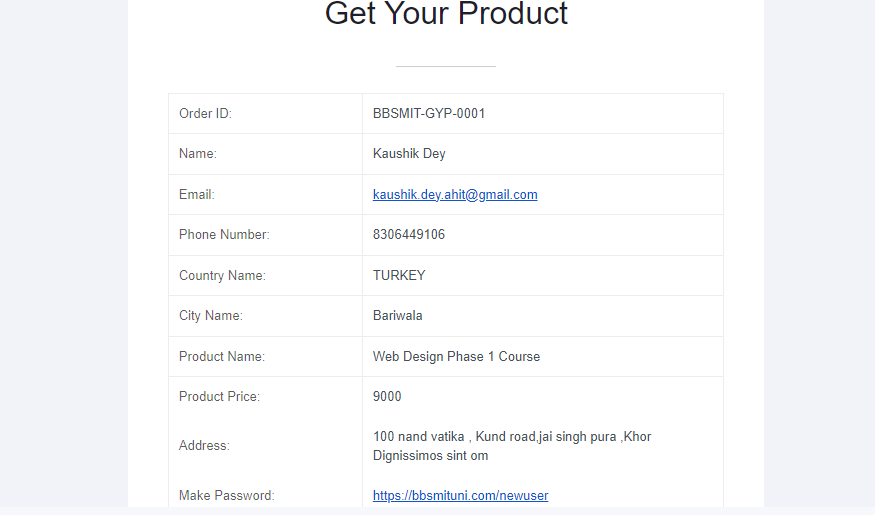 Get Your Product
Order ID: BBSMIT-GYP-0001
Name: Kaushik Dey
Email: kaushik.dey.ahit@gmail.com
Phone Number: 8306449106
Country Name: TURKEY
City Name: Bariwala
Product Name: Web Design Phase 1 Course
Product Price: 9000
Address: 100 nand vatika , Kund road,jai singh pura ,Khor
Dignissimos sint om
Make Password: https://bbsmituni.com/newuser